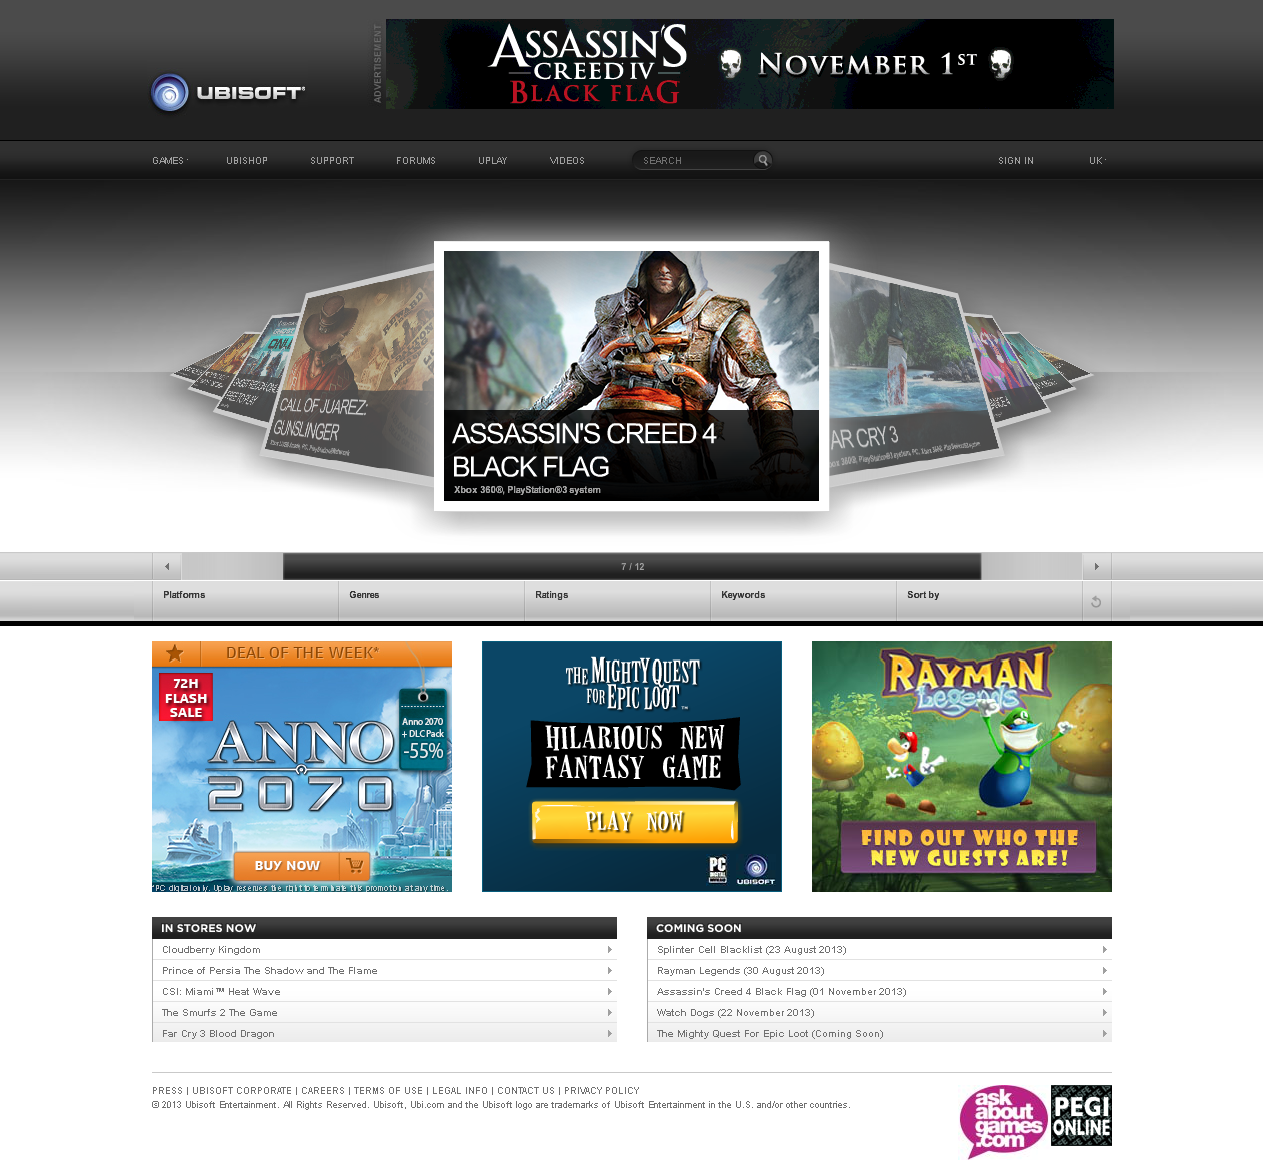 ADVERTISEMENT
ASSASSIN'S
CREED IV
BLACK FLAG
NOVEMBER 1ST
UBISOFT
GAMES
UBISHOP
SUPPORT
FORUMS
UPLAY
VIDEOS
SEARCH
SIGN IN
UK
CALL OF JUAREZ:
GUNSLINGER
ASSASSIN'S CREED 4
BLACK FLAG
Xbox 360®, PlayStation®3 system
AR CRY 3
7 / 12
Platforms
Genres
Ratings
Keywords
Sort by
DEAL OF THE WEEK*
72H
FLASH
SALE
Anno 2070
+ DLC Pack
-55%
ANNO
2070
BUY NOW
*PC digital only. Uplay reserves the right to terminate this promotion at any time.
THE MIGHTY QUEST
FOR EPIC LOOT™
HILARIOUS NEW
FANTASY GAME
PLAY NOW
PC
DIGITAL
UBISOFT
RAYMAN
Legends
FIND OUT WHO THE
NEW GUESTS ARE!
IN STORES NOW
Cloudberry Kingdom
Prince of Persia The Shadow and The Flame
CSI: Miami™ Heat Wave
The Smurfs 2 The Game
Far Cry 3 Blood Dragon
COMING SOON
Splinter Cell Blacklist (23 August 2013)
Rayman Legends (30 August 2013)
Assassin's Creed 4 Black Flag (01 November 2013)
Watch Dogs (22 November 2013)
The Mighty Quest For Epic Loot (Coming Soon)
PRESS | UBISOFT CORPORATE | CAREERS | TERMS OF USE | LEGAL INFO | CONTACT US | PRIVACY POLICY
© 2013 Ubisoft Entertainment. All Rights Reserved. Ubisoft, Ubi.com and the Ubisoft logo are trademarks of Ubisoft Entertainment in the U.S. and/or other countries.
ask
about
games
.com
PEGI
ONLINE